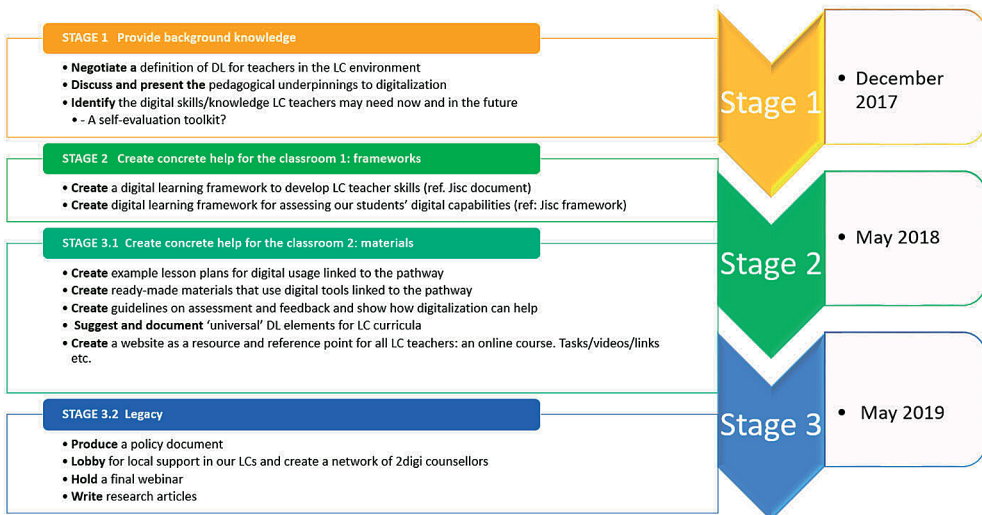 STAGE 1 Provide background knowledge
• Negotiate a definition of DL for teachers in the LC environment
• Discuss and present the pedagogical underpinnings to digitalization
• Identify the digital skills/knowledge LC teachers may need now and in the future
• - A self-evaluation toolkit?
Stage 1
• December
2017
STAGE 2 Create concrete help for the classroom 1: frameworks
• Create a digital learning framework to develop LC teacher skills (ref. Jisc document)
• Create digital learning framework for assessing our students’ digital capabilities (ref: Jisc framework)
STAGE 3.1 Create concrete help for the classroom 2: materials
• Create example lesson plans for digital usage linked to the pathway
• Create ready-made materials that use digital tools linked to the pathway
• Create guidelines on assessment and feedback and show how digitalization can help
• Suggest and document ‘universal’ DL elements for LC curricula
• Create a website as a resource and reference point for all LC teachers: an online course. Tasks/videos/links
etc.
Stage 2
• May 2018
STAGE 3.2 Legacy
• Produce a policy document
• Lobby for local support in our LCs and create a network of 2digi counsellors
• Hold a final webinar
• Write research articles
Stage 3
• May 2019